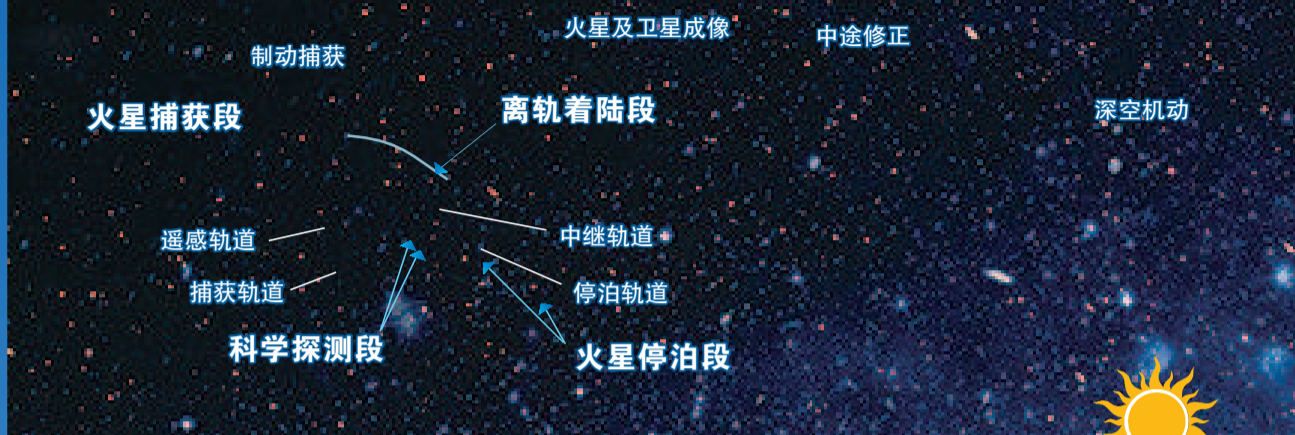 火星及卫星成像
中途修正
制动捕获
火星捕获段
离轨着陆段
深空机动
遥感轨道
中继轨道
捕获轨道
停泊轨道
科学探测段
火星停泊段